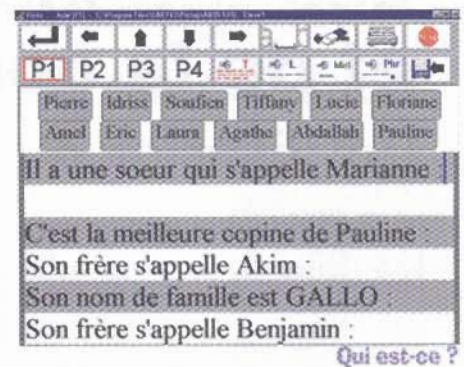 P1 P2 P3 P4 T L Mot Phr
Pierre Idriss Soufien Tiffany Lucie Floriane
Amel Eric Laura Agathe Abdallah Pauline
Il a une soeur qui s'appelle Marianne :
C'est la meilleure copine de Pauline :
Son frère s'appelle Akim :
Son nom de famille est GALLO :
Son frère s'appelle Benjamin :
Qui est-ce ?